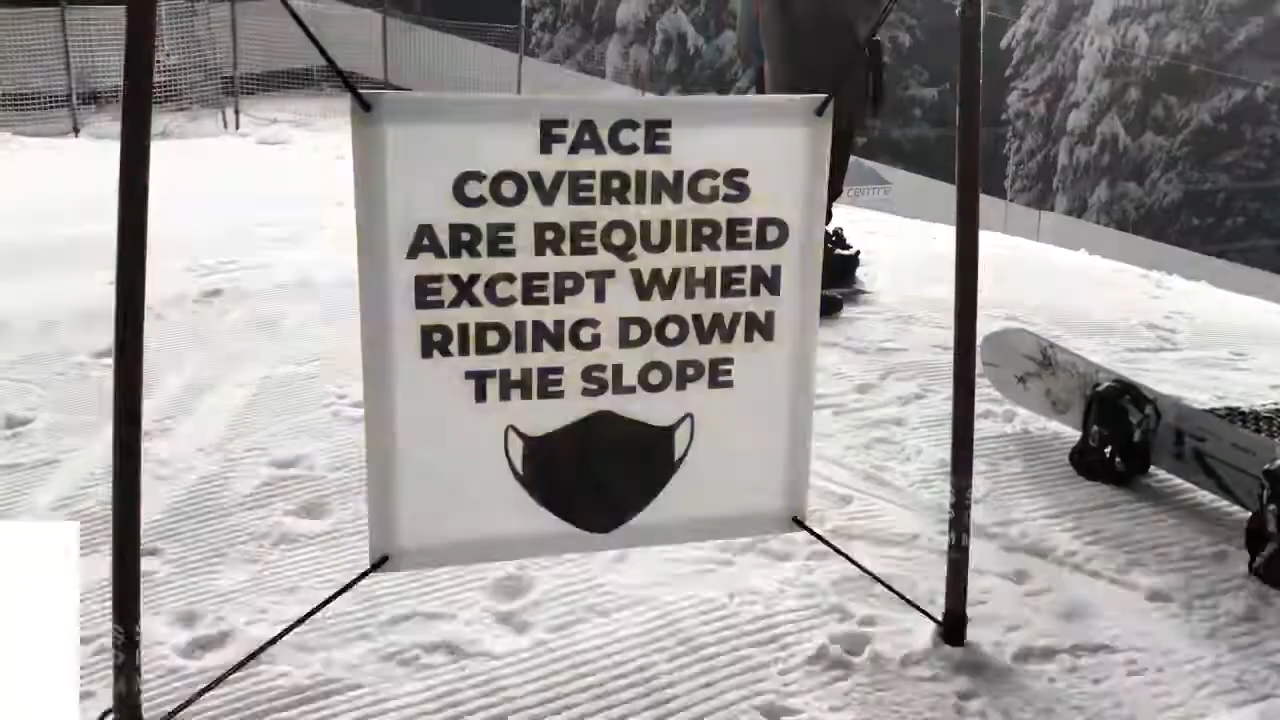 FACE
COVERINGS
ARE REQUIRED
EXCEPT WHEN
RIDING DOWN
THE SLOPE
centre